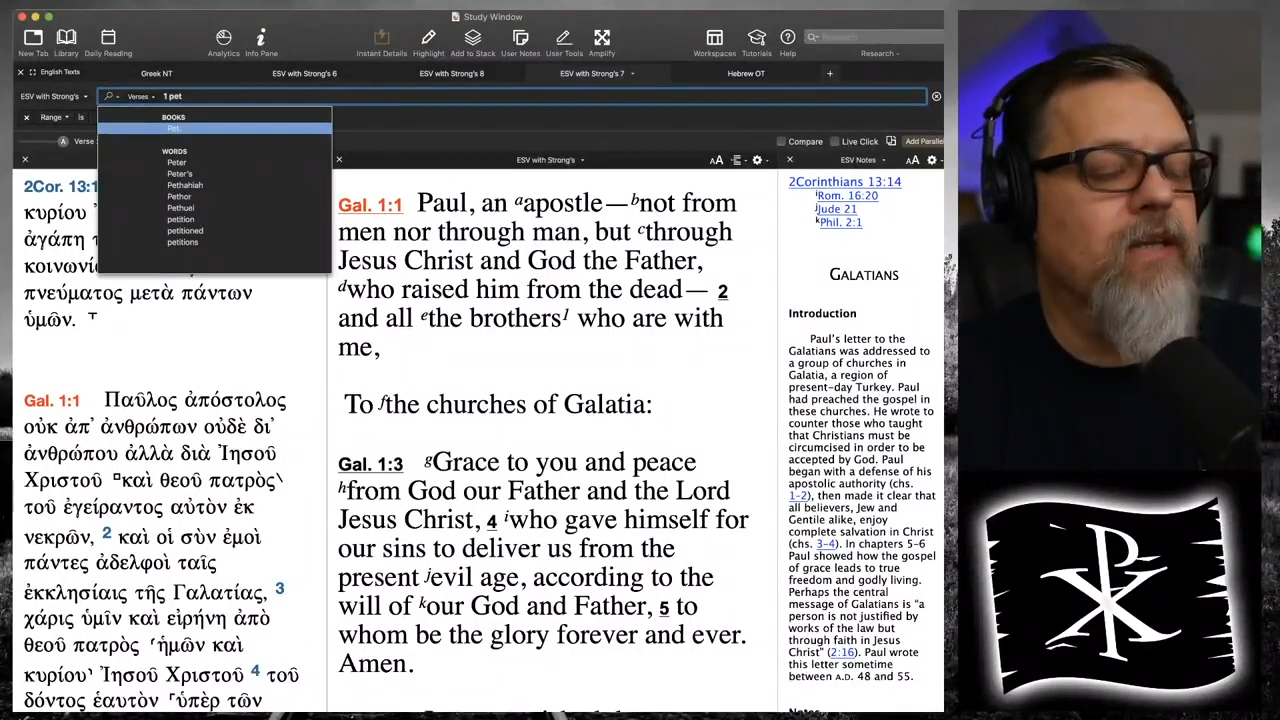 Study Window
New Tab Library Daily Reading Analytics Info Pane Instant Details Highlight Add to Stack User Notes User Tools Amplify Workspaces Tutorials Help Research
English Texts Greek NT ESV with Strong's 6 ESV with Strong's 8 ESV with Strong's 7 Hebrew OT +
ESV with Strong's Verses 1 pet
Range is
Verse
Compare Live Click Add Parallel
BOOKS
Pet.
WORDS
Peter
Peter's
Pethahiah
Pethor
Pethuel
petition
petitioned
petitions
2Cor. 13:1
κυρίου
ἀγάπη
κοινωνί
πνεύματος μετὰ πάντων
ὑμῶν. ⊤
Gal. 1:1 Παῦλος ἀπόστολος
οὐκ ἀπ' ἀνθρώπων οὐδὲ δι'
ἀνθρώπου ἀλλὰ διὰ Ἰησοῦ
Χριστοῦ ▫καὶ θεοῦ πατρὸς∖
τοῦ ἐγείραντος αὐτὸν ἐκ
νεκρῶν, 2 καὶ οἱ σὺν ἐμοὶ
πάντες ἀδελφοὶ ταῖς
ἐκκλησίαις τῆς Γαλατίας, 3
χάρις ὑμῖν καὶ εἰρήνη ἀπὸ
θεοῦ πατρὸς ⸂ἡμῶν καὶ
κυρίου⸃ Ἰησοῦ Χριστοῦ 4 τοῦ
δόντος ἑαυτὸν ⸀ὑπὲρ τῶν
ESV with Strong's
Gal. 1:1 Paul, an aapostle—bnot from
men nor through man, but cthrough
Jesus Christ and God the Father,
dwho raised him from the dead— 2
and all ethe brothers1 who are with
me,
To fthe churches of Galatia:
Gal. 1:3 gGrace to you and peace
hfrom God our Father and the Lord
Jesus Christ, 4 iwho gave himself for
our sins to deliver us from the
present jevil age, according to the
will of kour God and Father, 5 to
whom be the glory forever and ever.
Amen.
ESV Notes
2Corinthians 13:14
iRom. 16:20
jJude 21
kPhil. 2:1
GALATIANS
Introduction
Paul's letter to the
Galatians was addressed to
a group of churches in
Galatia, a region of
present-day Turkey. Paul
had preached the gospel in
these churches. He wrote to
counter those who taught
that Christians must be
circumcised in order to be
accepted by God. Paul
began with a defense of his
apostolic authority (chs.
1–2), then made it clear that
all believers, Jew and
Gentile alike, enjoy
complete salvation in Christ
(chs. 3–4). In chapters 5–6
Paul showed how the gospel
of grace leads to true
freedom and godly living.
Perhaps the central
message of Galatians is "a
person is not justified by
works of the law but
through faith in Jesus
Christ" (2:16). Paul wrote
this letter sometime
between A.D. 48 and 55.